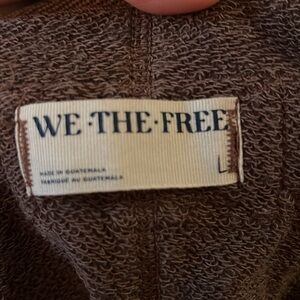 WE·THE·FREE
L
MADE IN GUATEMALA
FABRIQUÉ AU GUATEMALA